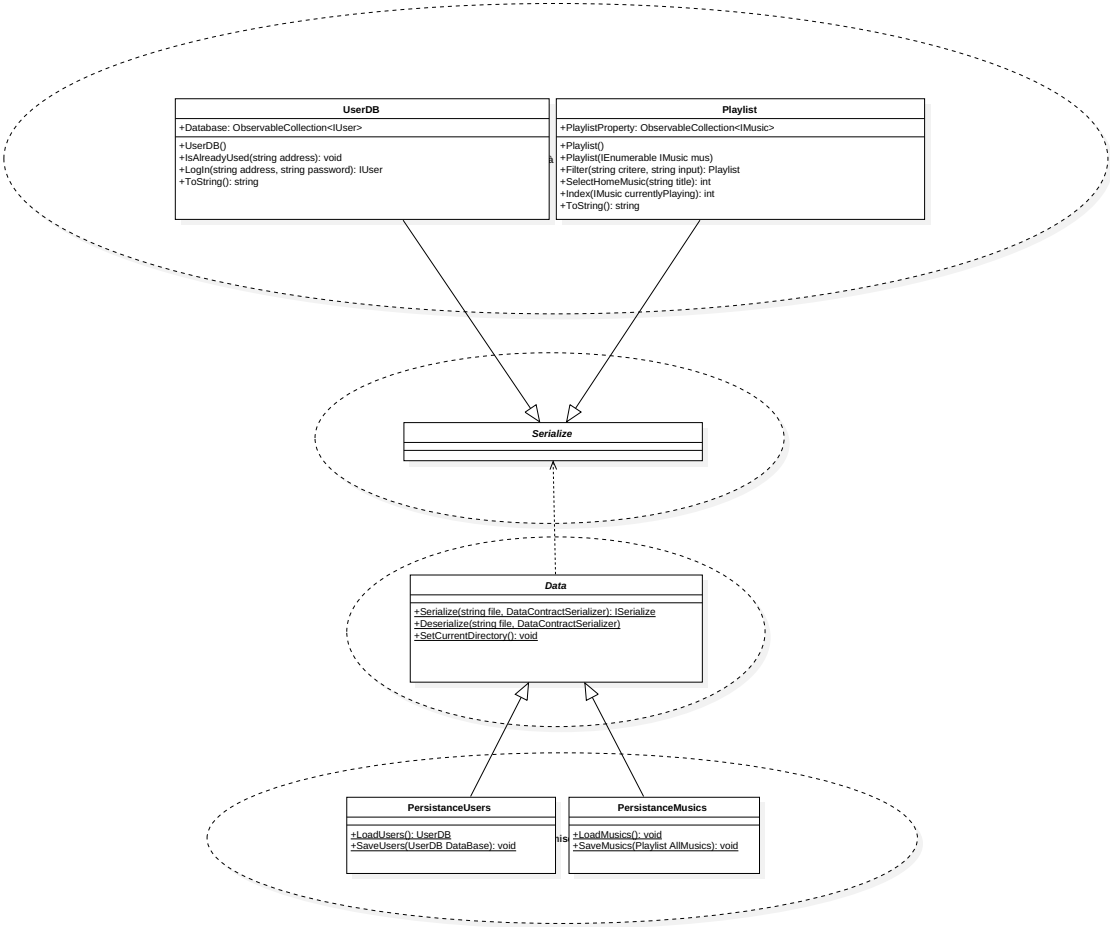 UserDB
+Database: ObservableCollection<IUser>
+UserDB()
+IsAlreadyUsed(string address): void
+LogIn(string address, string password): IUser
+ToString(): string
Playlist
+PlaylistProperty: ObservableCollection<IMusic>
+Playlist()
+Playlist(IEnumerable IMusic mus)
+Filter(string critere, string input): Playlist
+SelectHomeMusic(string title): int
+Index(IMusic currentlyPlaying): int
+ToString(): string
Serialize
Data
+Serialize(string file, DataContractSerializer): ISerialize
+Deserialize(string file, DataContractSerializer)
+SetCurrentDirectory(): void
PersistanceUsers
+LoadUsers(): UserDB
+SaveUsers(UserDB DataBase): void
PersistanceMusics
+LoadMusics(): void
+SaveMusics(Playlist AllMusics): void